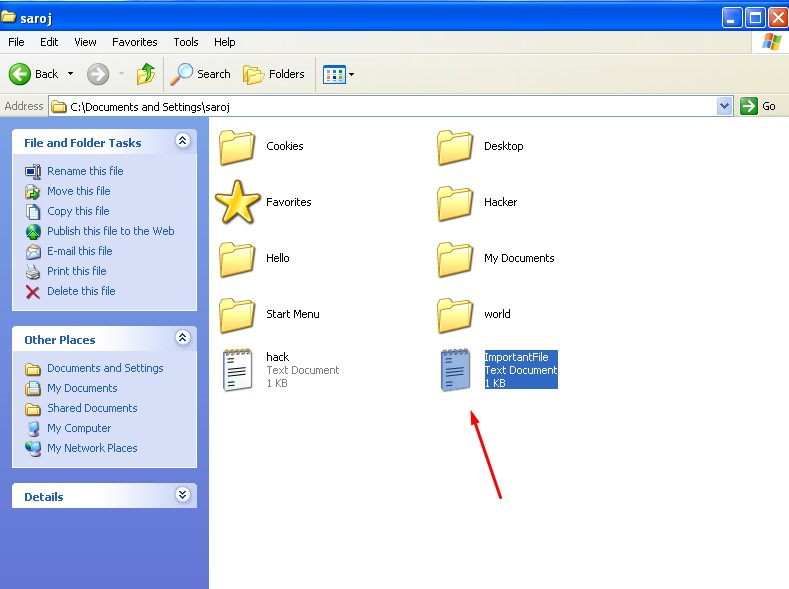 saroj
File Edit View Favorites Tools Help
Back Search Folders
Address C:\Documents and Settings\saroj Go
File and Folder Tasks
Rename this file
Move this file
Copy this file
Publish this file to the Web
E-mail this file
Print this file
Delete this file
Other Places
Documents and Settings
My Documents
Shared Documents
My Computer
My Network Places
Details
Cookies
Desktop
Favorites
Hacker
Hello
My Documents
Start Menu
world
hack
Text Document
1 KB
ImportantFile
Text Document
1 KB